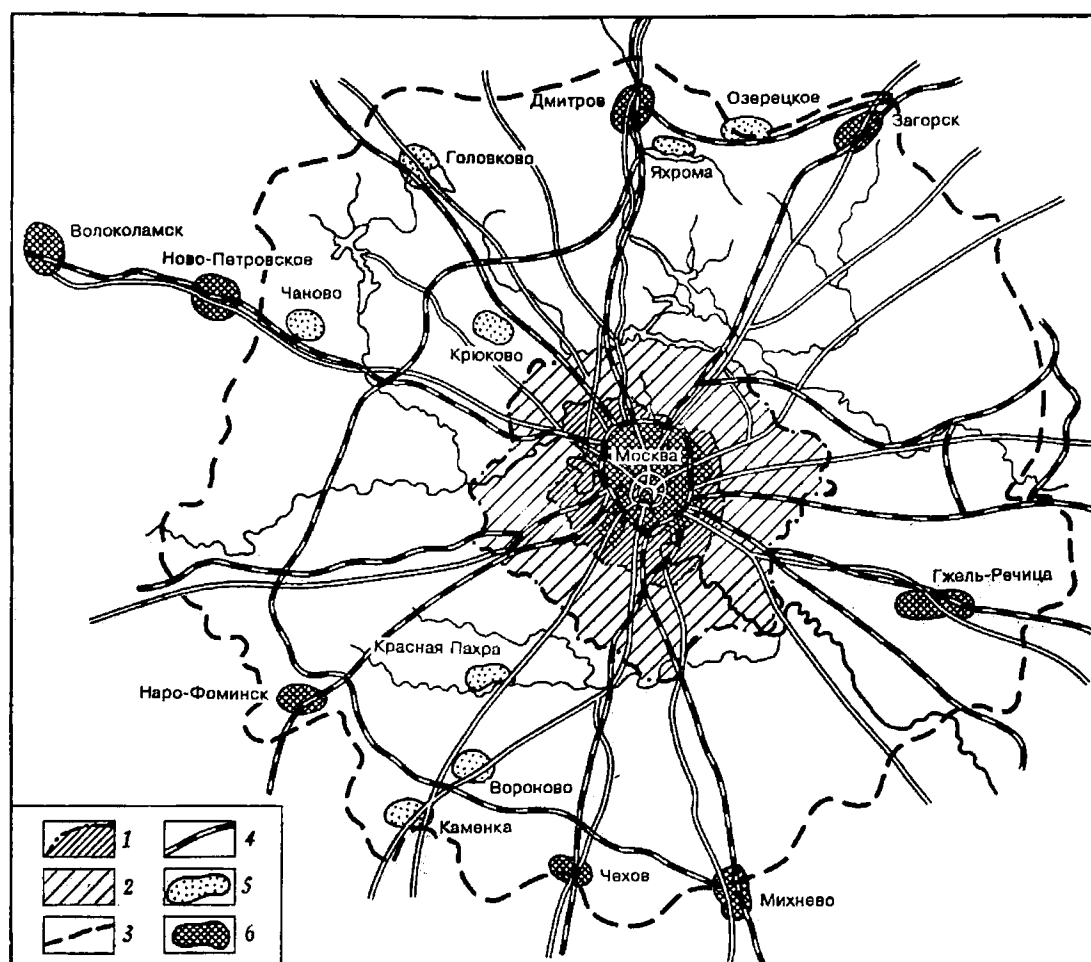 Дмитров
Озерецкое
Загорск
Головково
Яхрома
Волоколамск
Ново-Петровское
Чаново
Крюково
Москва
Гжель-Речица
Красная Пахра
Наро-Фоминск
Вороново
Каменка
Чехов
Михнево
1
4
2
5
3
6